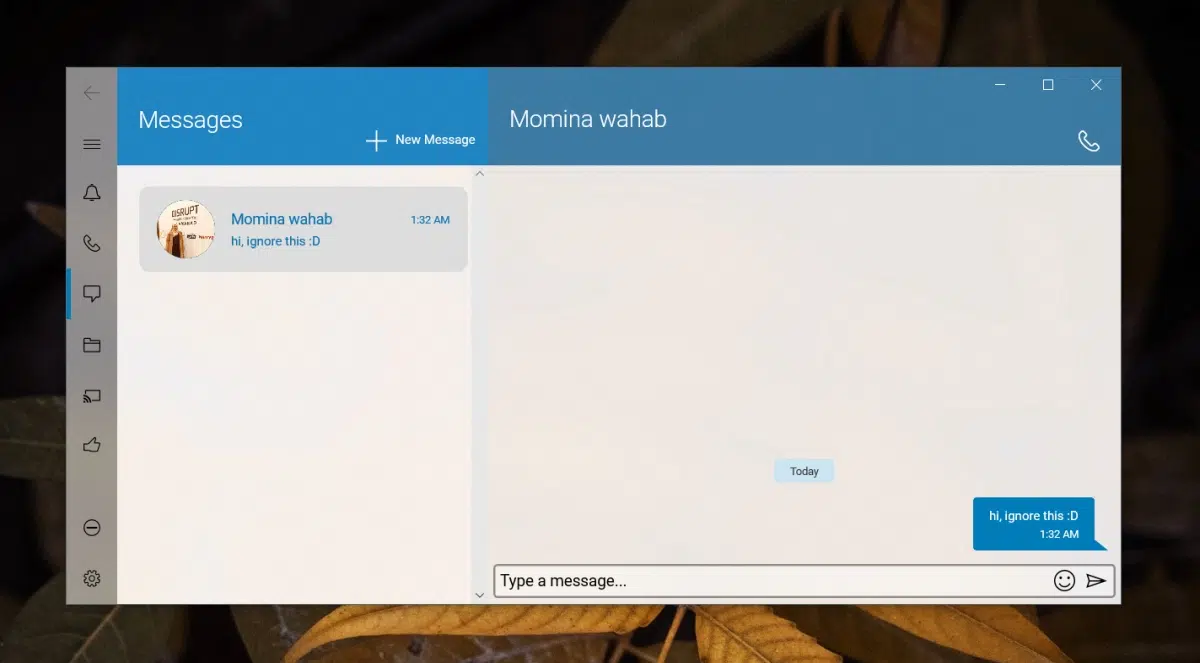 Messages
New Message
Momina wahab
DISRUPT
Momina wahab
1:32 AM
hi, ignore this :D
Today
hi, ignore this :D
1:32 AM
Type a message...